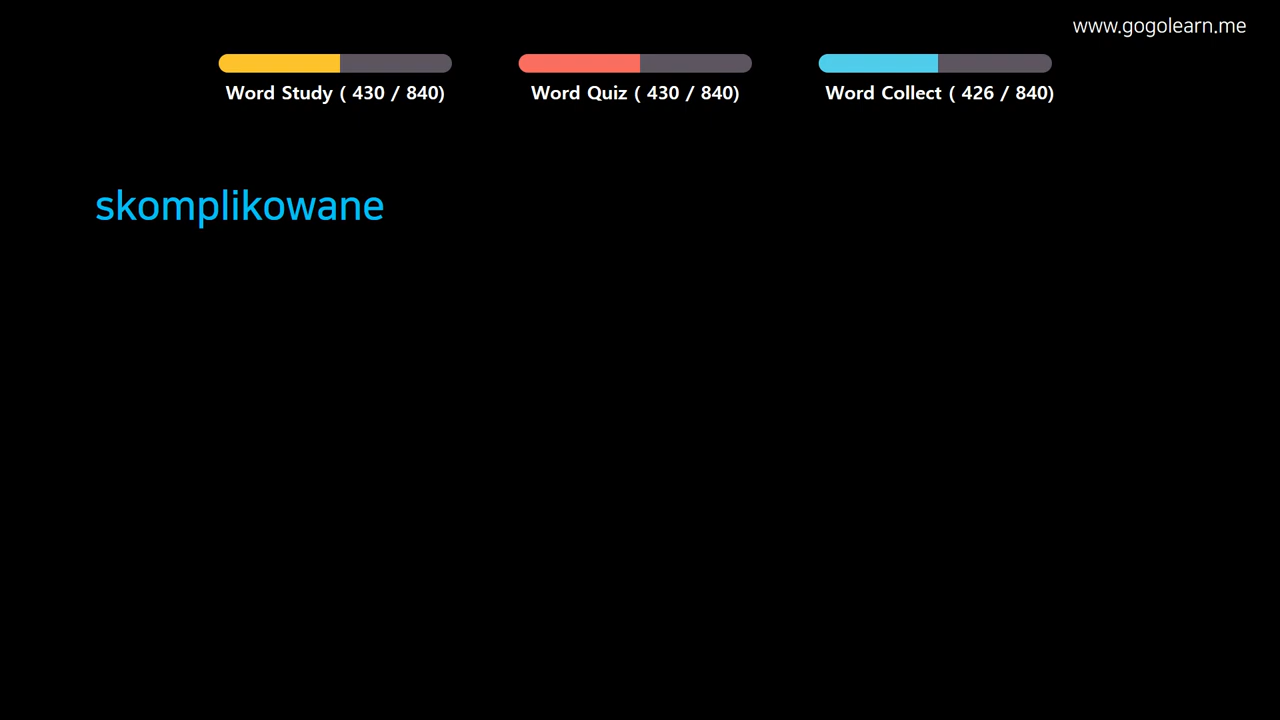 www.gogolearn.me
Word Study ( 430 / 840)
Word Quiz ( 430 / 840)
Word Collect ( 426 / 840)
skomplikowane